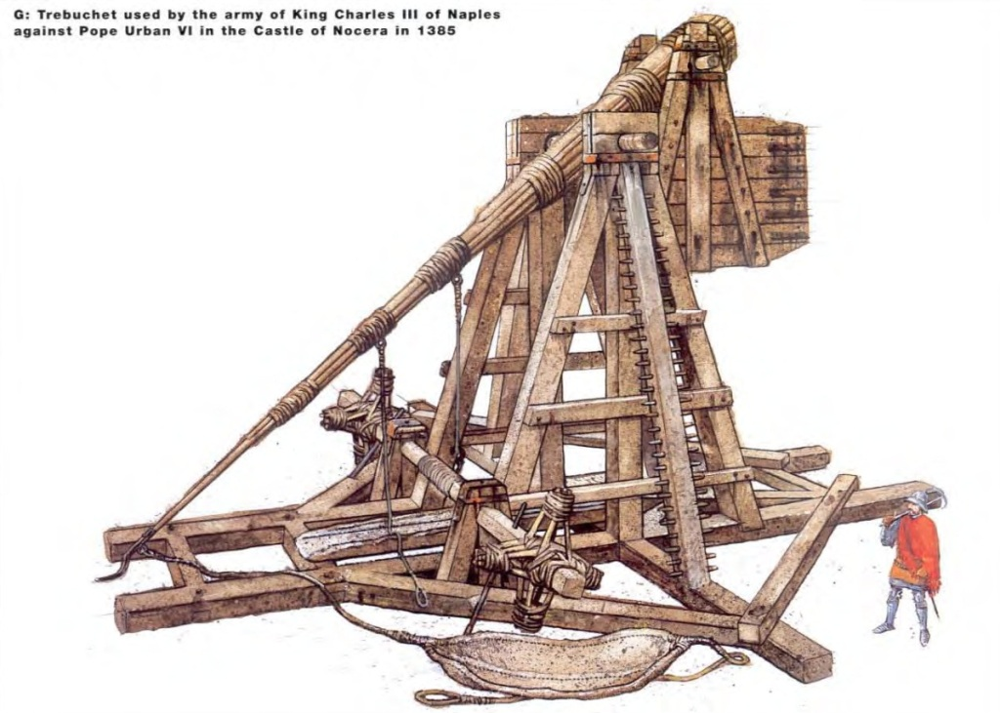 G: Trebuchet used by the army of King Charles III of Naples
against Pope Urban VI in the Castle of Nocera in 1385